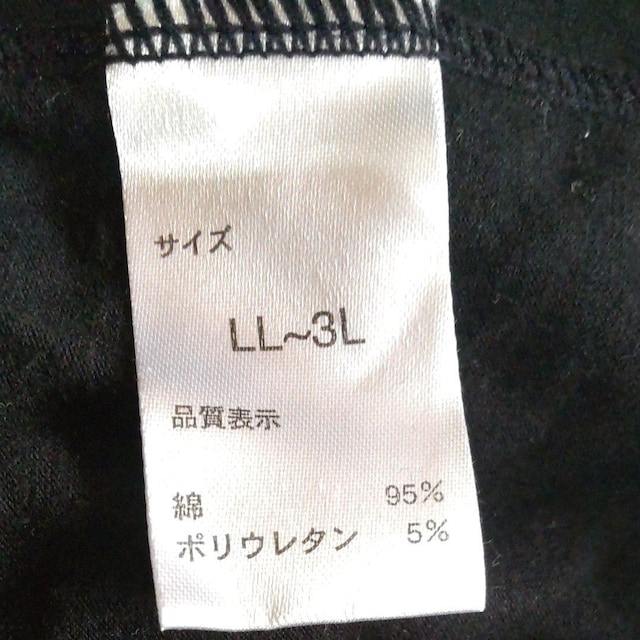 サイズ
LL~3L
品質表示
綿 95%
ポリウレタン 5%